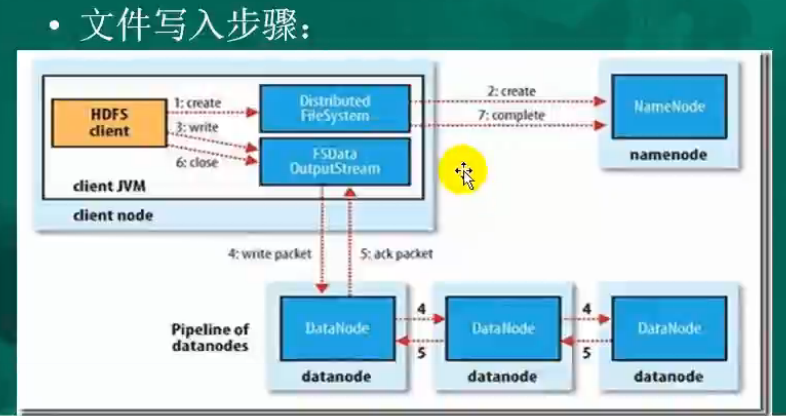 • 文件写入步骤：
HDFS
client
1: create
3: write
6: close
Distributed
FileSystem
FSData
OutputStream
client JVM
client node
2: create
7: complete
NameNode
namenode
4: write packet
5: ack packet
Pipeline of
datanodes
DataNode
datanode
4
5
DataNode
datanode
4
5
DataNode
datanode